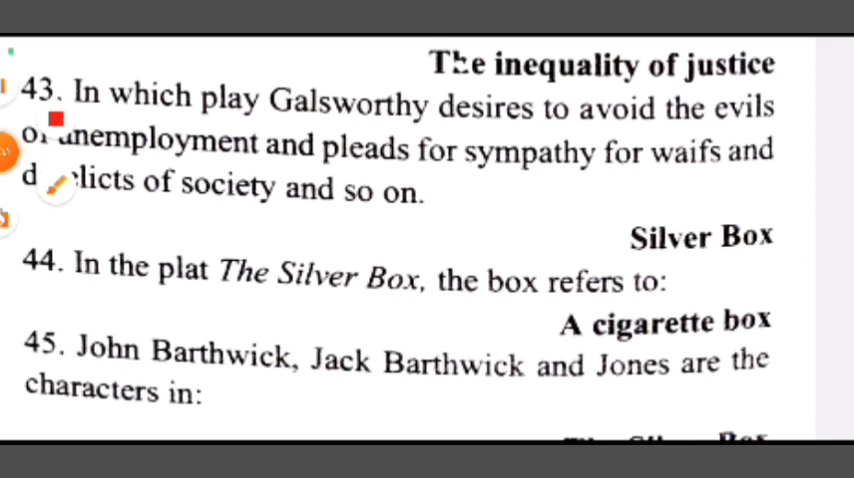 The inequality of justice
43. In which play Galsworthy desires to avoid the evils
unemployment and pleads for sympathy for waifs and
of society and so on.
Silver Box
44. In the plat The Silver Box, the box refers to:
A cigarette box
45. John Barthwick, Jack Barthwick and Jones are the
characters in: